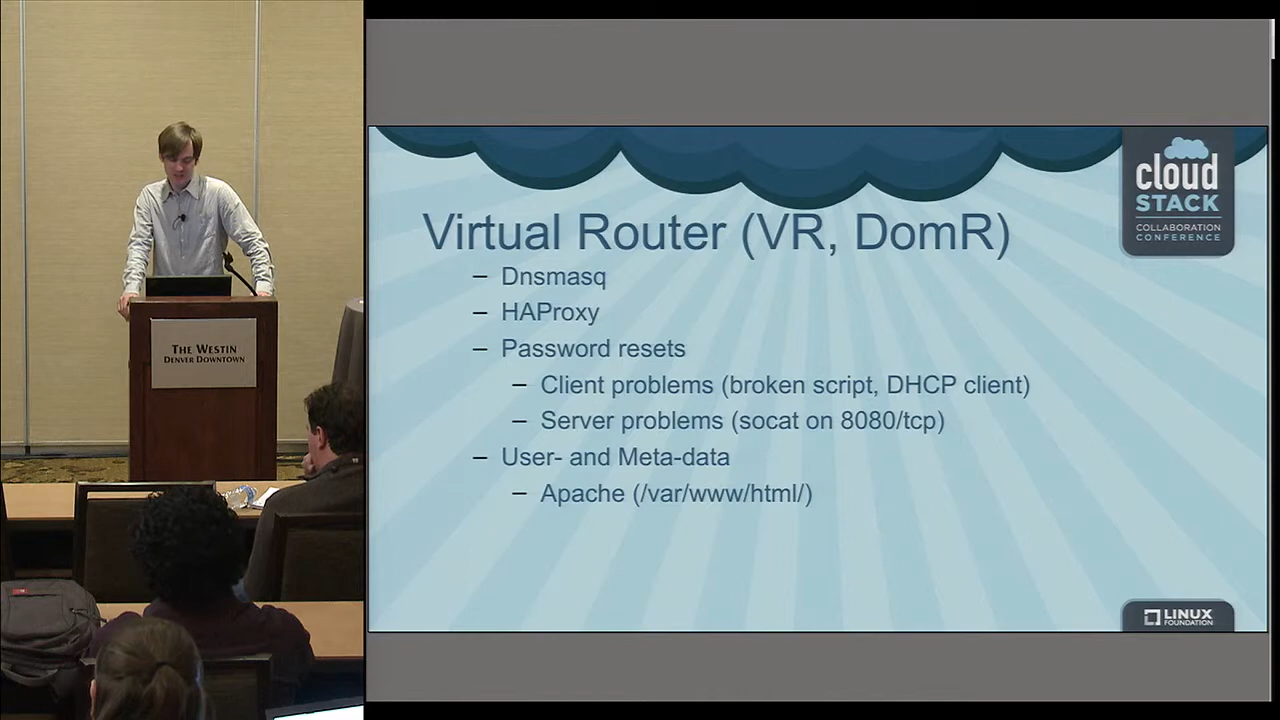 THE WESTIN
DENVER DOWNTOWN
cloud
STACK
COLLABORATION
CONFERENCE
Virtual Router (VR, DomR)
– Dnsmasq
– HAProxy
– Password resets
– Client problems (broken script, DHCP client)
– Server problems (socat on 8080/tcp)
– User- and Meta-data
– Apache (/var/www/html/)
LINUX
FOUNDATION